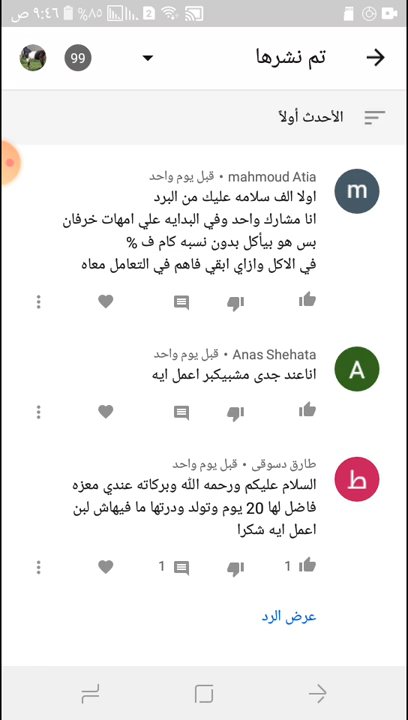 ٩:٤٦ ص
%٨٥
2
تم نشرها
99
الأحدث أولاً
mahmoud Atia • قبل يوم واحد
m
اولا الف سلامه عليك من البرد
انا مشارك واحد وفي البدايه علي امهات خرفان
بس هو بيأكل بدون نسبه كام ف %
في الاكل وازاي ابقي فاهم في التعامل معاه
Anas Shehata • قبل يوم واحد
A
اناعند جدى مشبيكبر اعمل ايه
طارق دسوقى • قبل يوم واحد
ط
السلام عليكم ورحمه الله وبركاته عندي معزه
فاضل لها 20 يوم وتولد ودرتها ما فيهاش لبن
اعمل ايه شكرا
1
1
عرض الرد